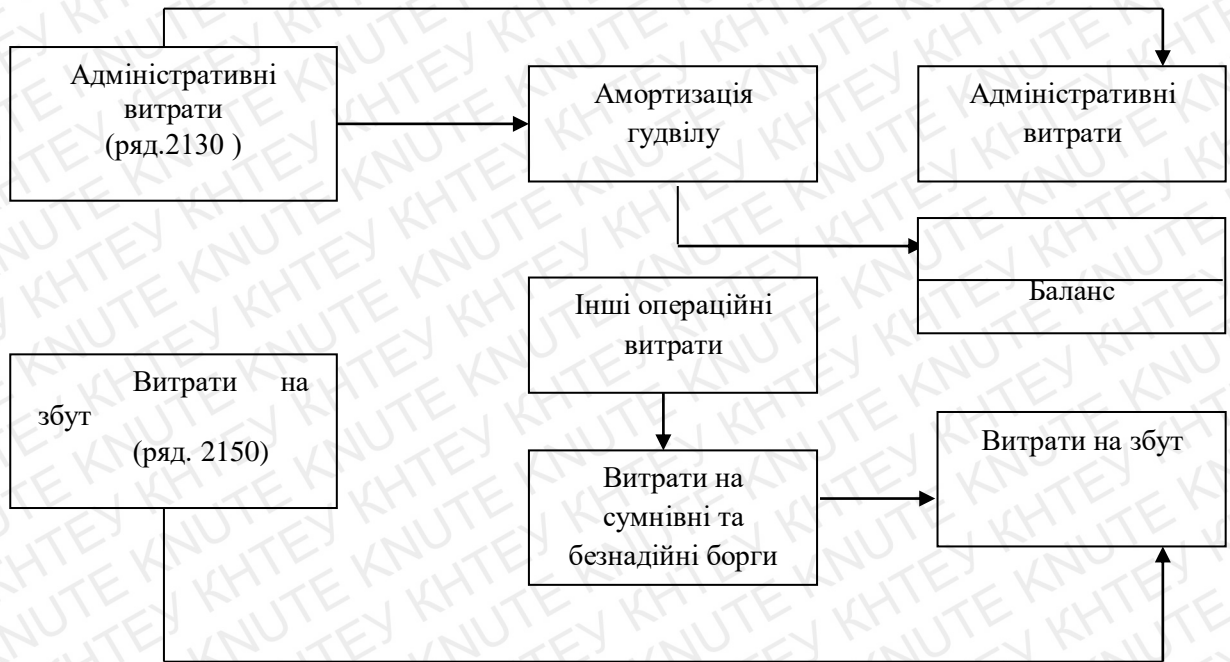 Адміністративні
витрати
(ряд.2130 )
Амортизація
гудвілу
Адміністративні
витрати
Баланс
Інші операційні
витрати
Витрати на
збут
(ряд. 2150)
Витрати на
сумнівні та
безнадійні борги
Витрати на збут